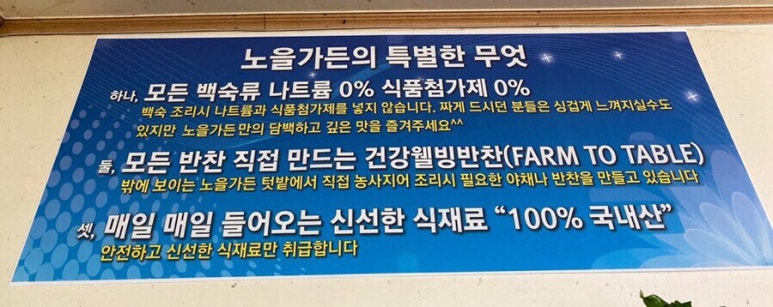 노을가든의 특별한 무엇
하나, 모든 백숙류 나트륨 0% 식품첨가제 0%
백숙 조리시 나트륨과 식품첨가제를 넣지 않습니다. 짜게 드시던 분들은 싱겁게 느껴지실수도
있지만 노을가든만의 담백하고 깊은 맛을 즐겨주세요^^
둘, 모든 반찬 직접 만드는 건강웰빙반찬(FARM TO TABLE)
밖에 보이는 노을가든 텃밭에서 직접 농사지어 조리시 필요한 야채나 반찬을 만들고 있습니다
셋, 매일 매일 들어오는 신선한 식재료 “100% 국내산”
안전하고 신선한 식재료만 취급합니다